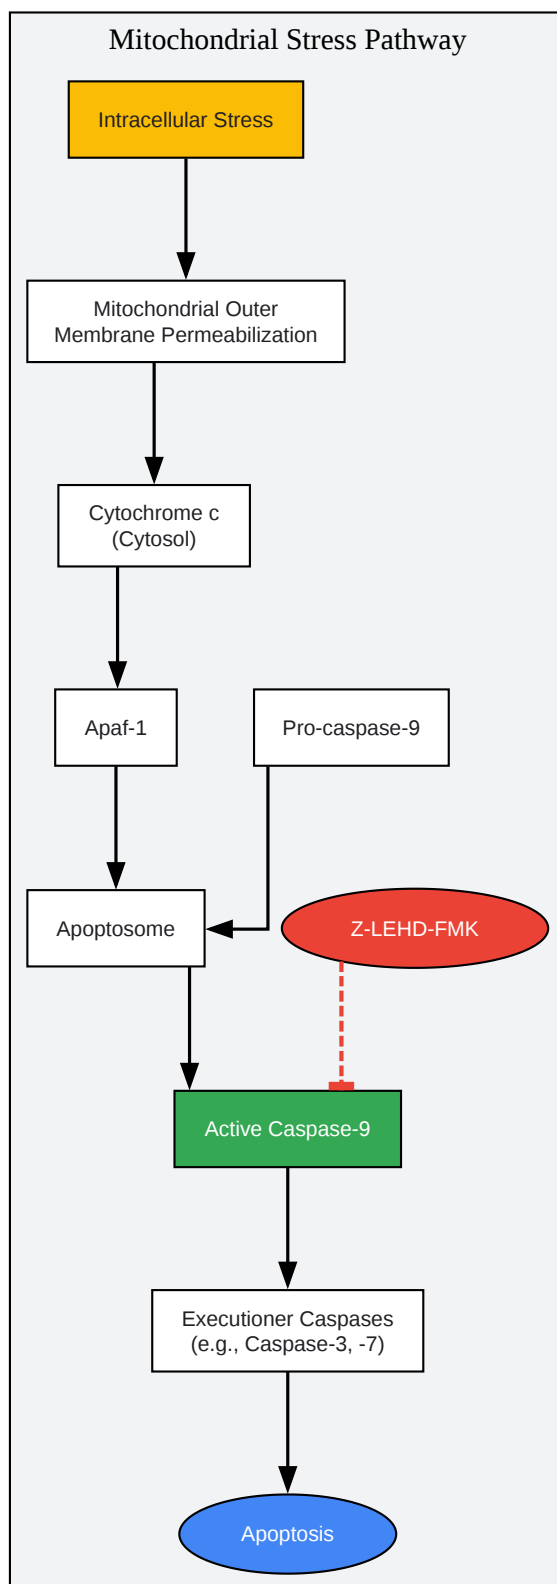 Mitochondrial Stress Pathway
Intracellular Stress
Mitochondrial Outer
Membrane Permeabilization
Cytochrome c
(Cytosol)
Apaf-1
Pro-caspase-9
Apoptosome
Z-LEHD-FMK
Active Caspase-9
Executioner Caspases
(e.g., Caspase-3, -7)
Apoptosis